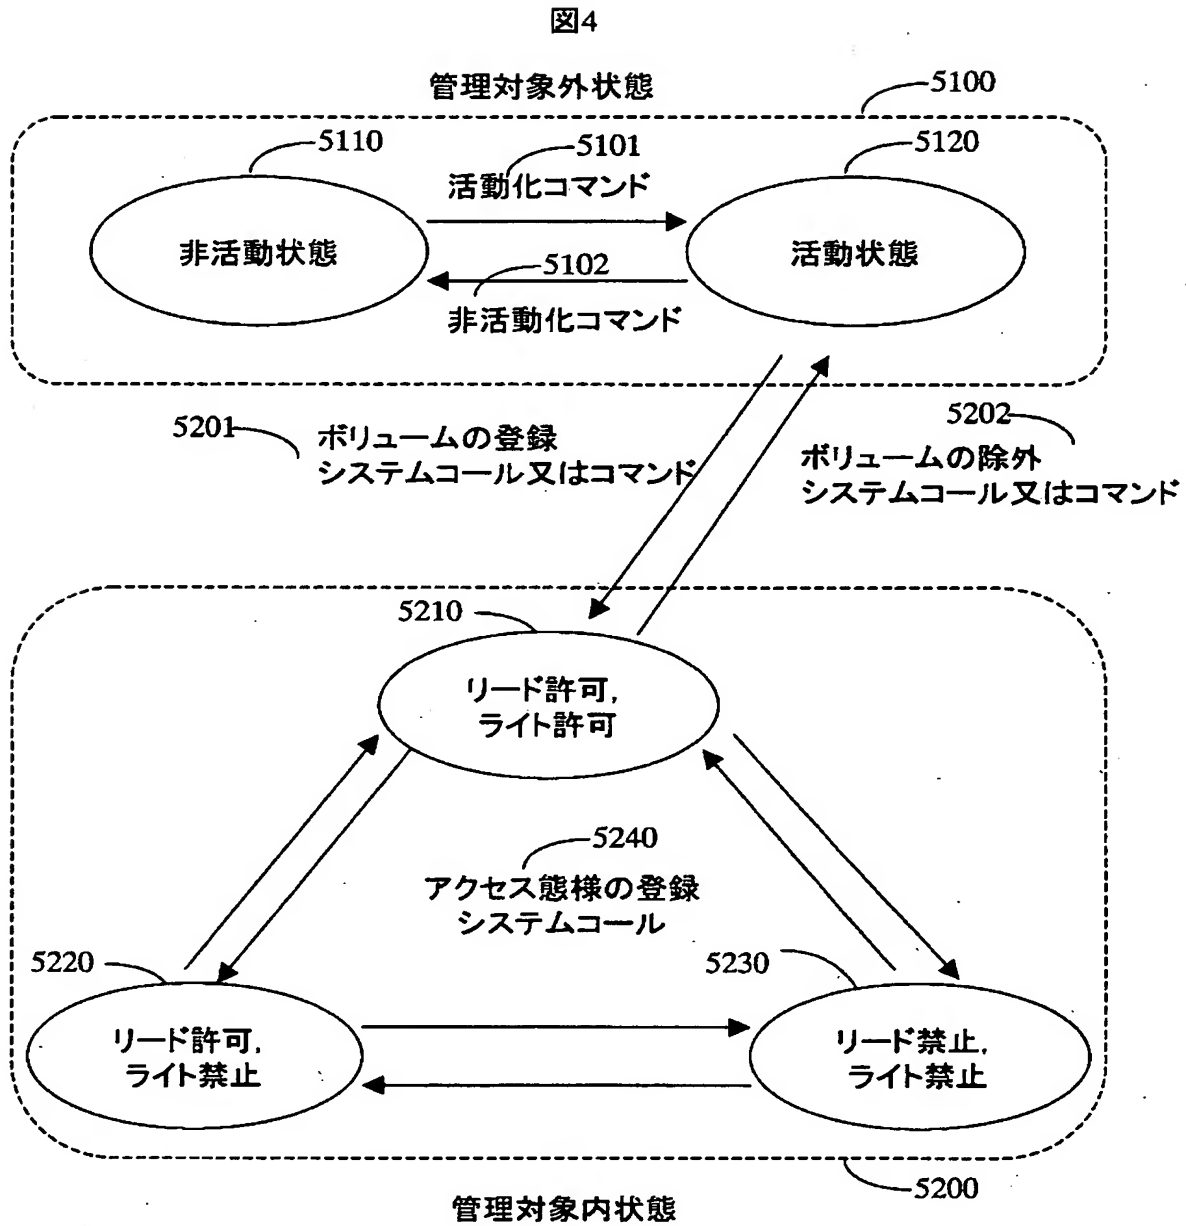 図4
管理対象外状態
5100
5110
5101
5120
活動化コマンド
非活動状態
活動状態
5102
非活動化コマンド
5201
ボリュームの登録
システムコール又はコマンド
5202
ボリュームの除外
システムコール又はコマンド
5210
リード許可,
ライト許可
5240
アクセス態様の登録
システムコール
5220
リード許可,
ライト禁止
5230
リード禁止,
ライト禁止
5200
管理対象内状態